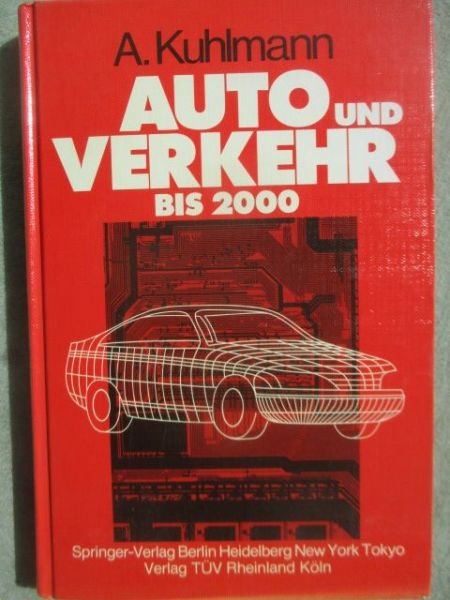 A. Kuhlmann
AUTO UND
VERKEHR
BIS 2000
Springer-Verlag Berlin Heidelberg New York Tokyo
Verlag TÜV Rheinland Köln